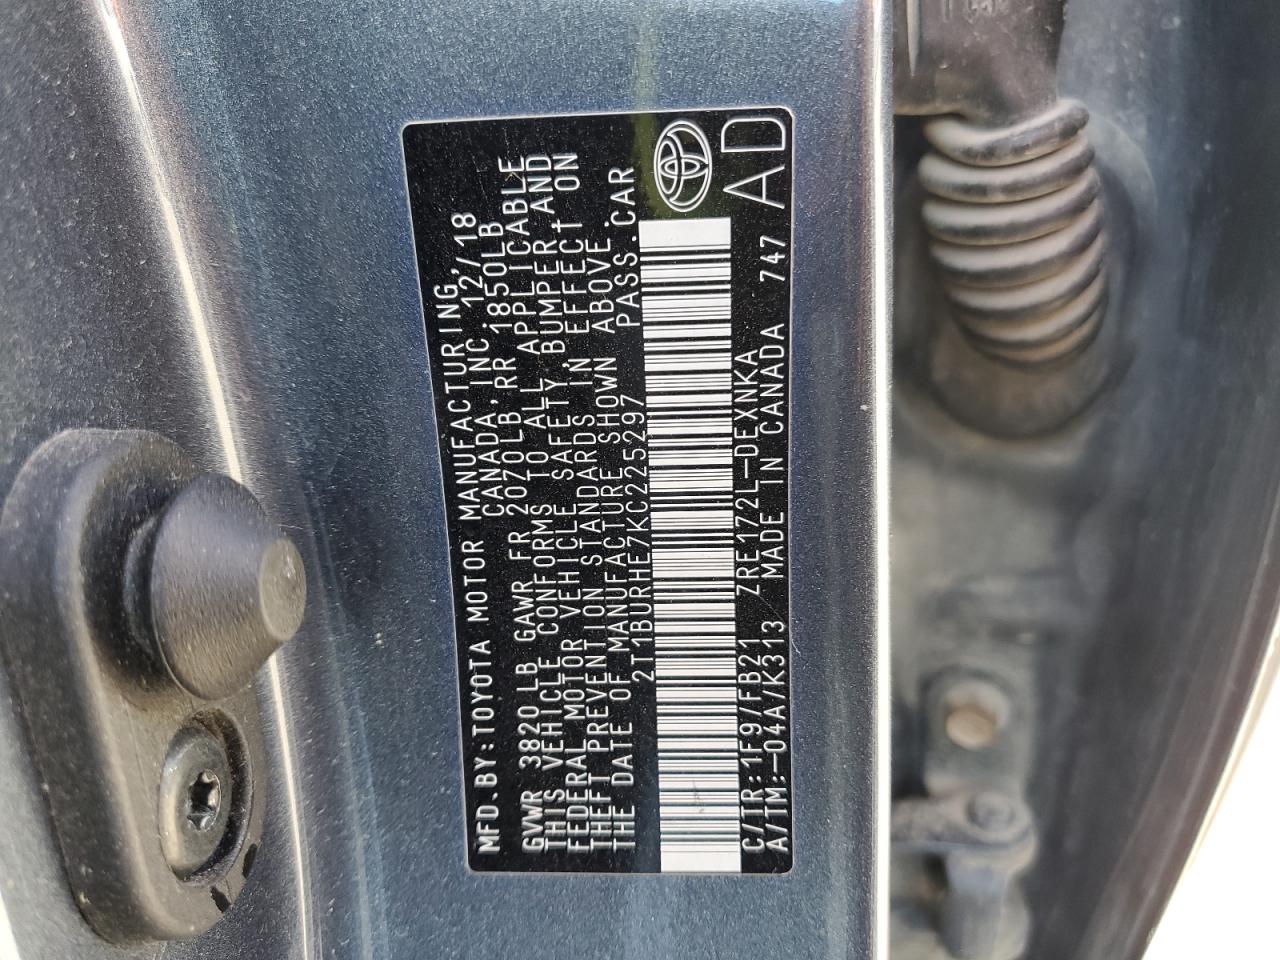 MFD.BY:TOYOTA MOTOR MANUFACTURING,
CANADA,INC. 12/18
GVWR 3820 LB GAWR FR 2070LB,RR 1850LB
THIS VEHICLE CONFORMS TO ALL APPLICABLE
FEDERAL MOTOR VEHICLE SAFETY,BUMPER,AND
THEFT PREVENTION STANDARDS IN EFFECT ON
THE DATE OF MANUFACTURE SHOWN ABOVE.
2T1BURHE7KC225297 PASS.CAR
C/TR:1F9/FB21 ZRE172L-DEXNKA
A/TM:-04A/K313 MADE IN CANADA 747
AD